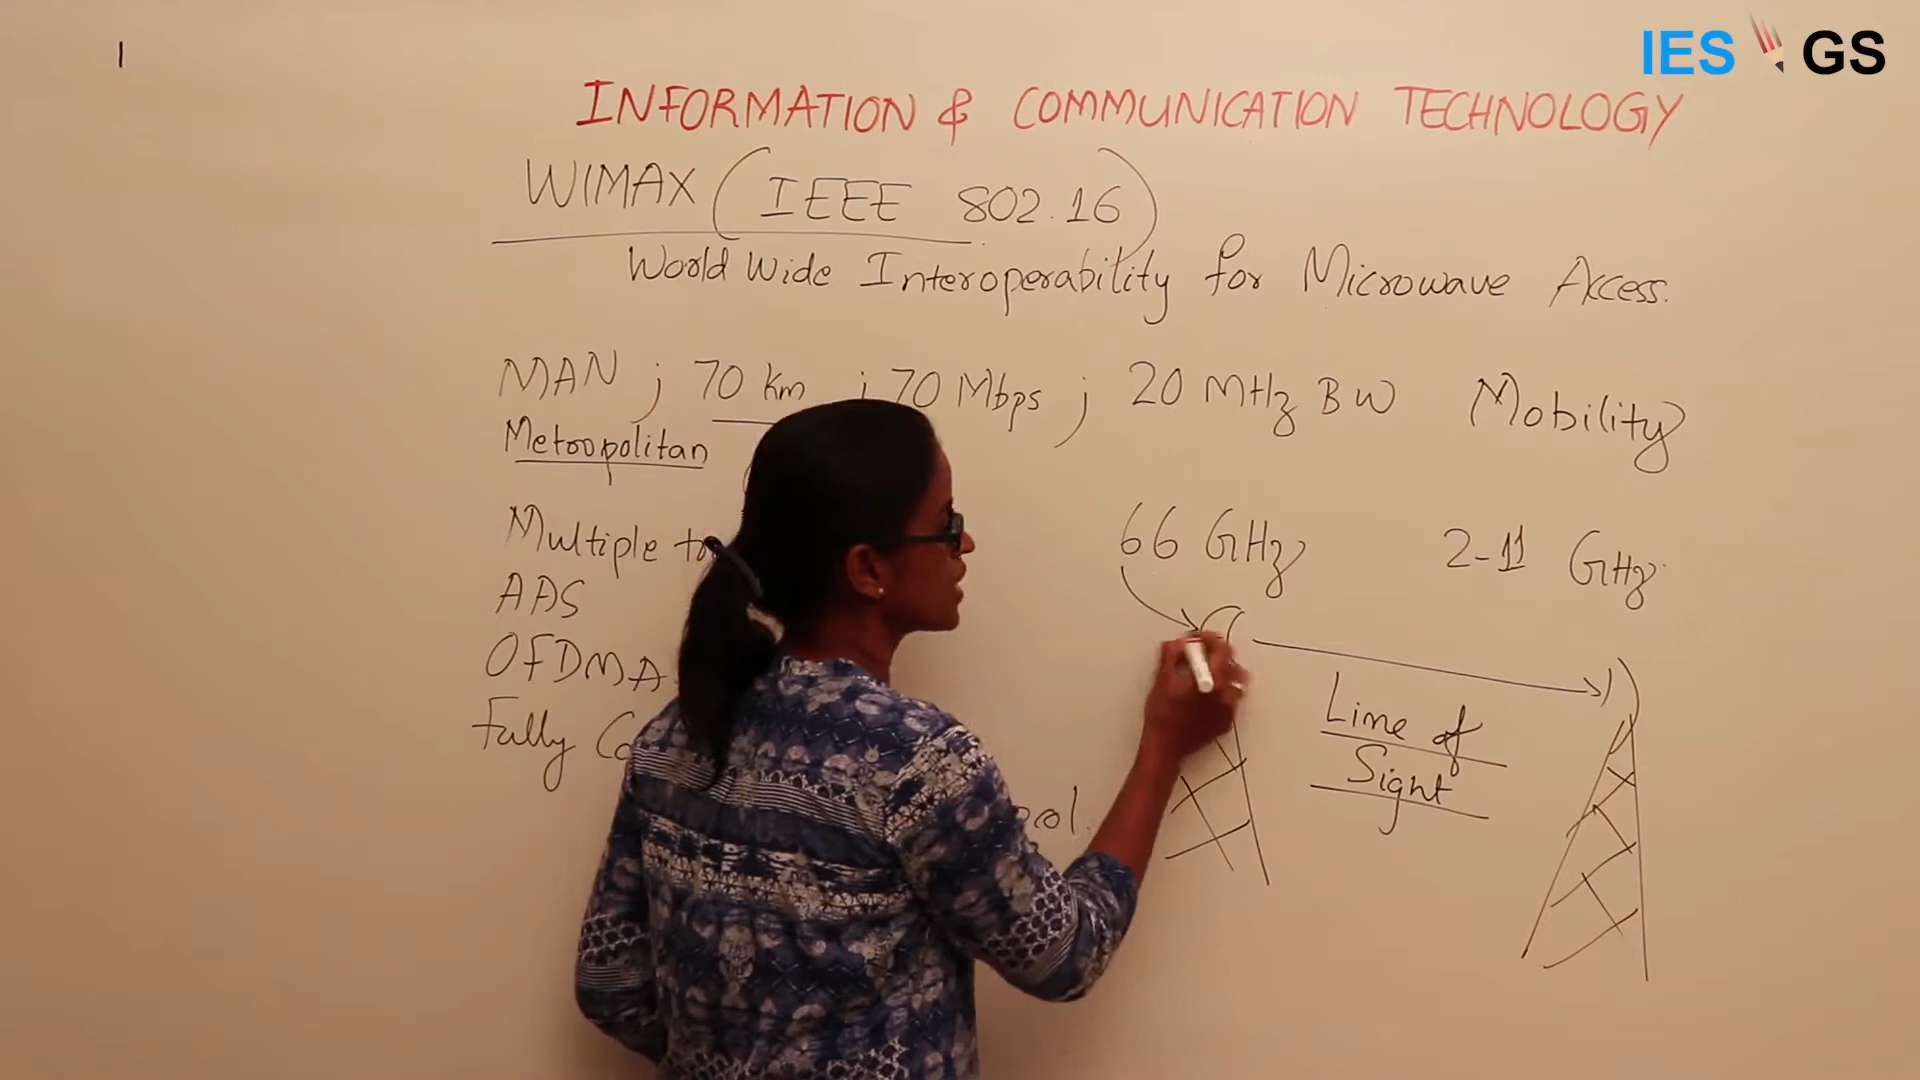 IES GS
INFORMATION & COMMUNICATION TECHNOLOGY
WIMAX (IEEE 802.16)
World Wide Interoperability for Microwave Access.
MAN ; 70 Km ; 70 Mbps ; 20 MHz BW Mobility
Metropolitan
Multiple
66 GHz 2-11 GHz
AAS
OFDMA
Fully
Line of
Sight